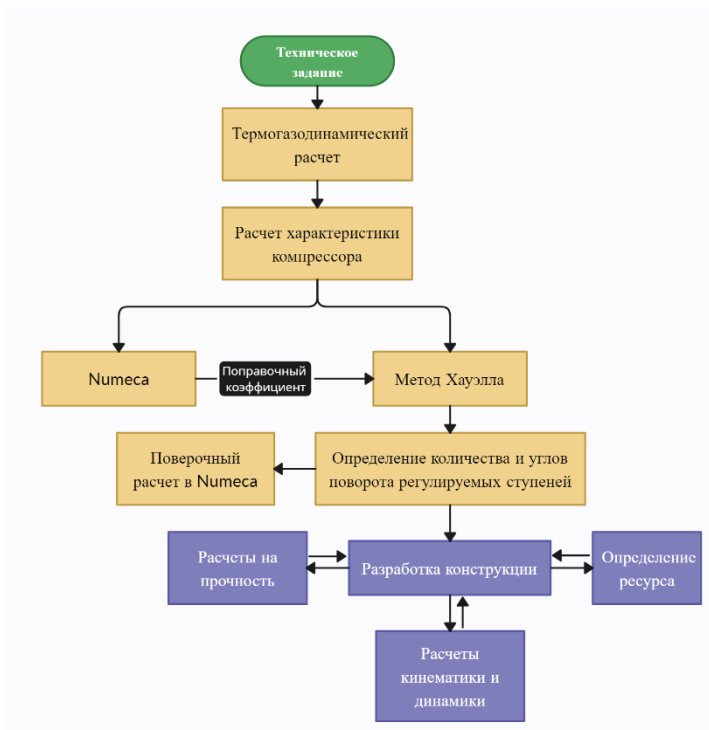 Техническое
задание
Термогазодинамический
расчет
Расчет характеристики
компрессора
Numeca
Поправочный
коэффициент
Метод Хауэлла
Поверочный
расчет в Numeca
Определение количества и углов
поворота регулируемых ступеней
Расчеты на
прочность
Разработка конструкции
Определение
ресурса
Расчеты
кинематики и
динамики